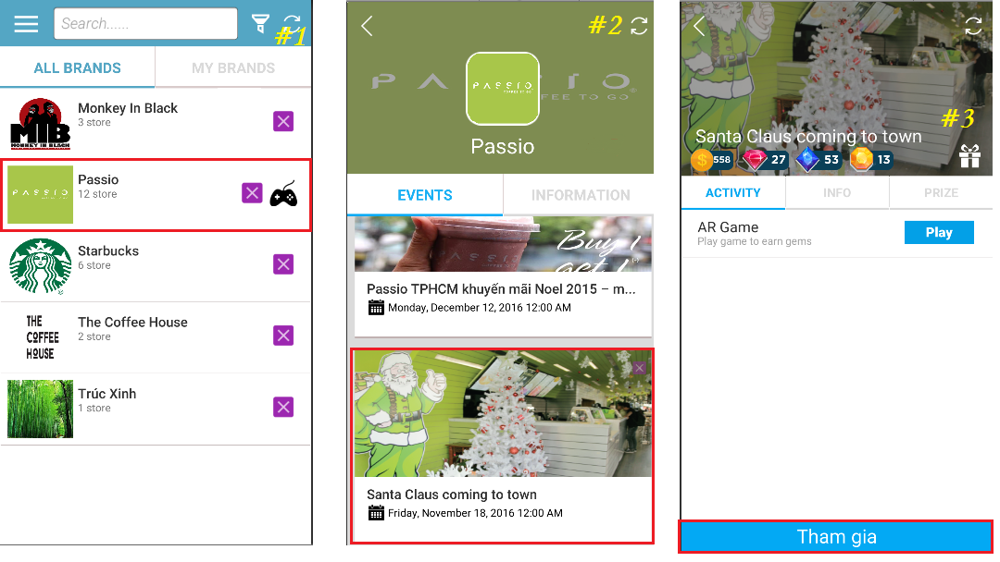 Search......
#1
ALL BRANDS
MY BRANDS
MIB
MONKEY IN BLACK
Monkey In Black
3 store
PASSIO
Passio
12 store
Starbucks
6 store
THE
COFFEE
HOUSE
The Coffee House
2 store
Trúc Xinh
1 store
#2
PASSIO
COFFEE TO GO
Passio
EVENTS
INFORMATION
PASSIO
Buy 1
get 1
Passio TPHCM khuyến mãi Noel 2015 – m...
Monday, December 12, 2016 12:00 AM
Santa Claus coming to town
Friday, November 18, 2016 12:00 AM
#3
Santa Claus coming to town
558
27
53
13
ACTIVITY
INFO
PRIZE
AR Game
Play game to earn gems
Play
Tham gia